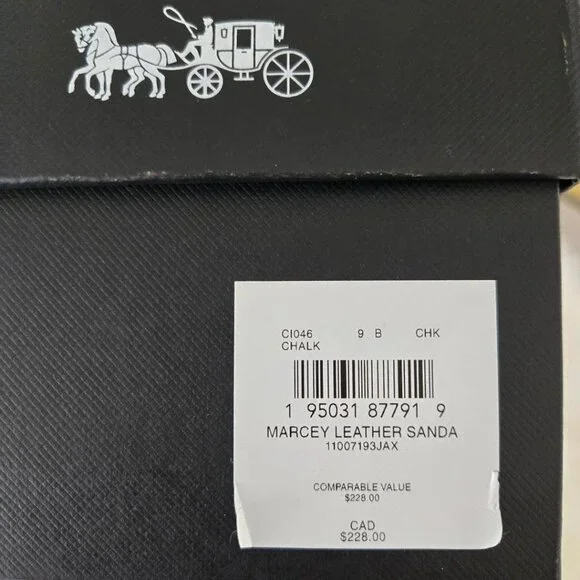 CI046 9 B CHK
CHALK
1 95031 87791 9
MARCEY LEATHER SANDA
11007193JAX
COMPARABLE VALUE
$228.00
CAD
$228.00